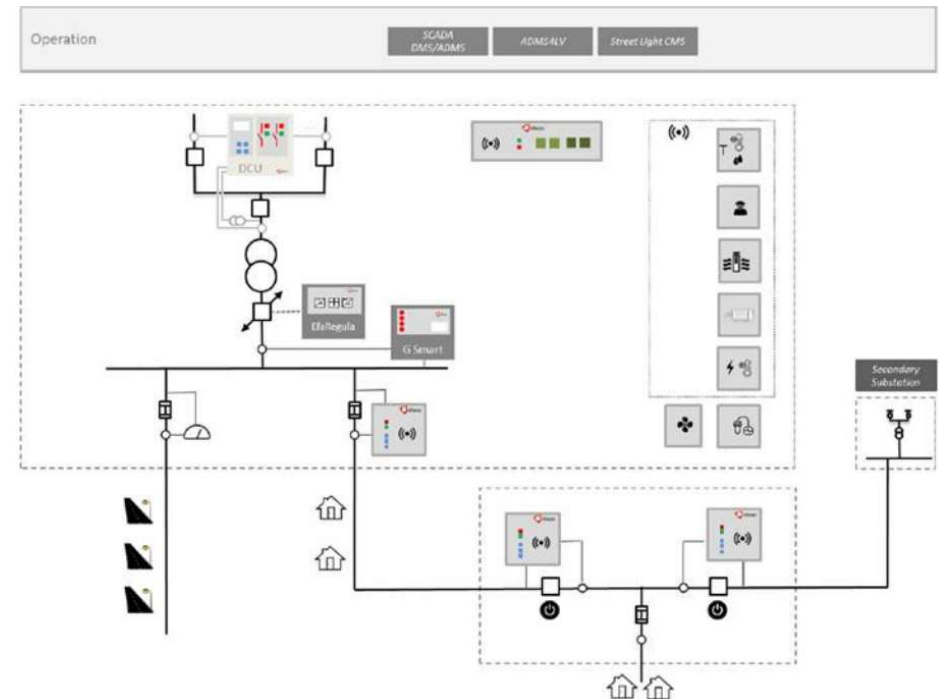 Operation
SCADA
DMS/ADMS
ADMS4LV
Street Light CMS
DCU
EfaRegula
G Smart
T
Secondary
Substation